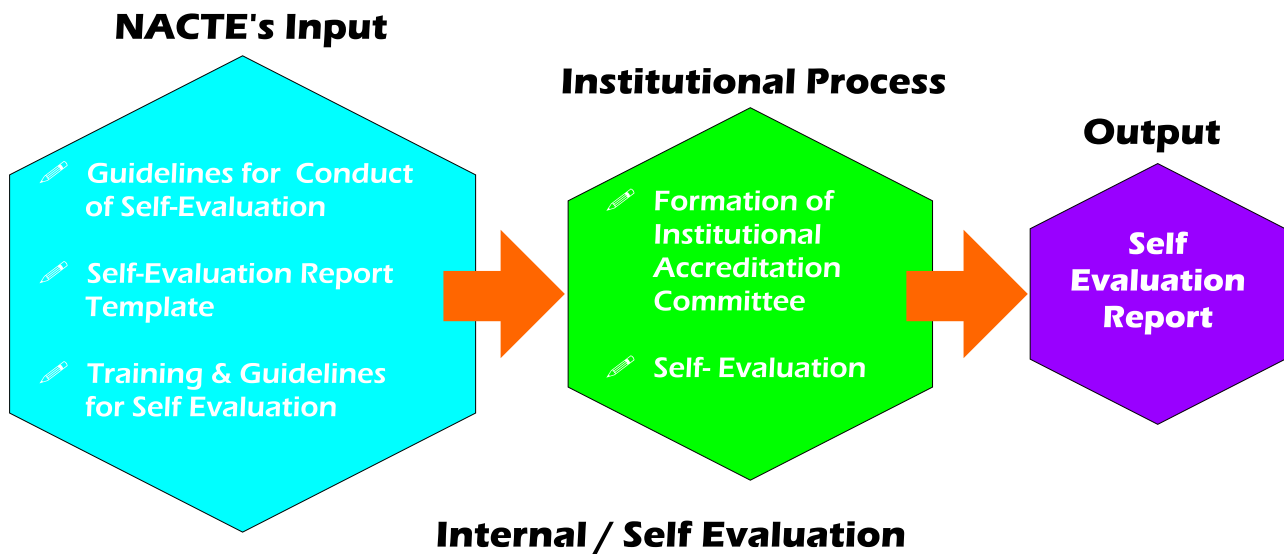 NACTE's Input
Guidelines for Conduct
of Self-Evaluation
Self-Evaluation Report
Template
Training & Guidelines
for Self Evaluation
Institutional Process
Formation of
Institutional
Accreditation
Committee
Self- Evaluation
Output
Self
Evaluation
Report
Internal / Self Evaluation